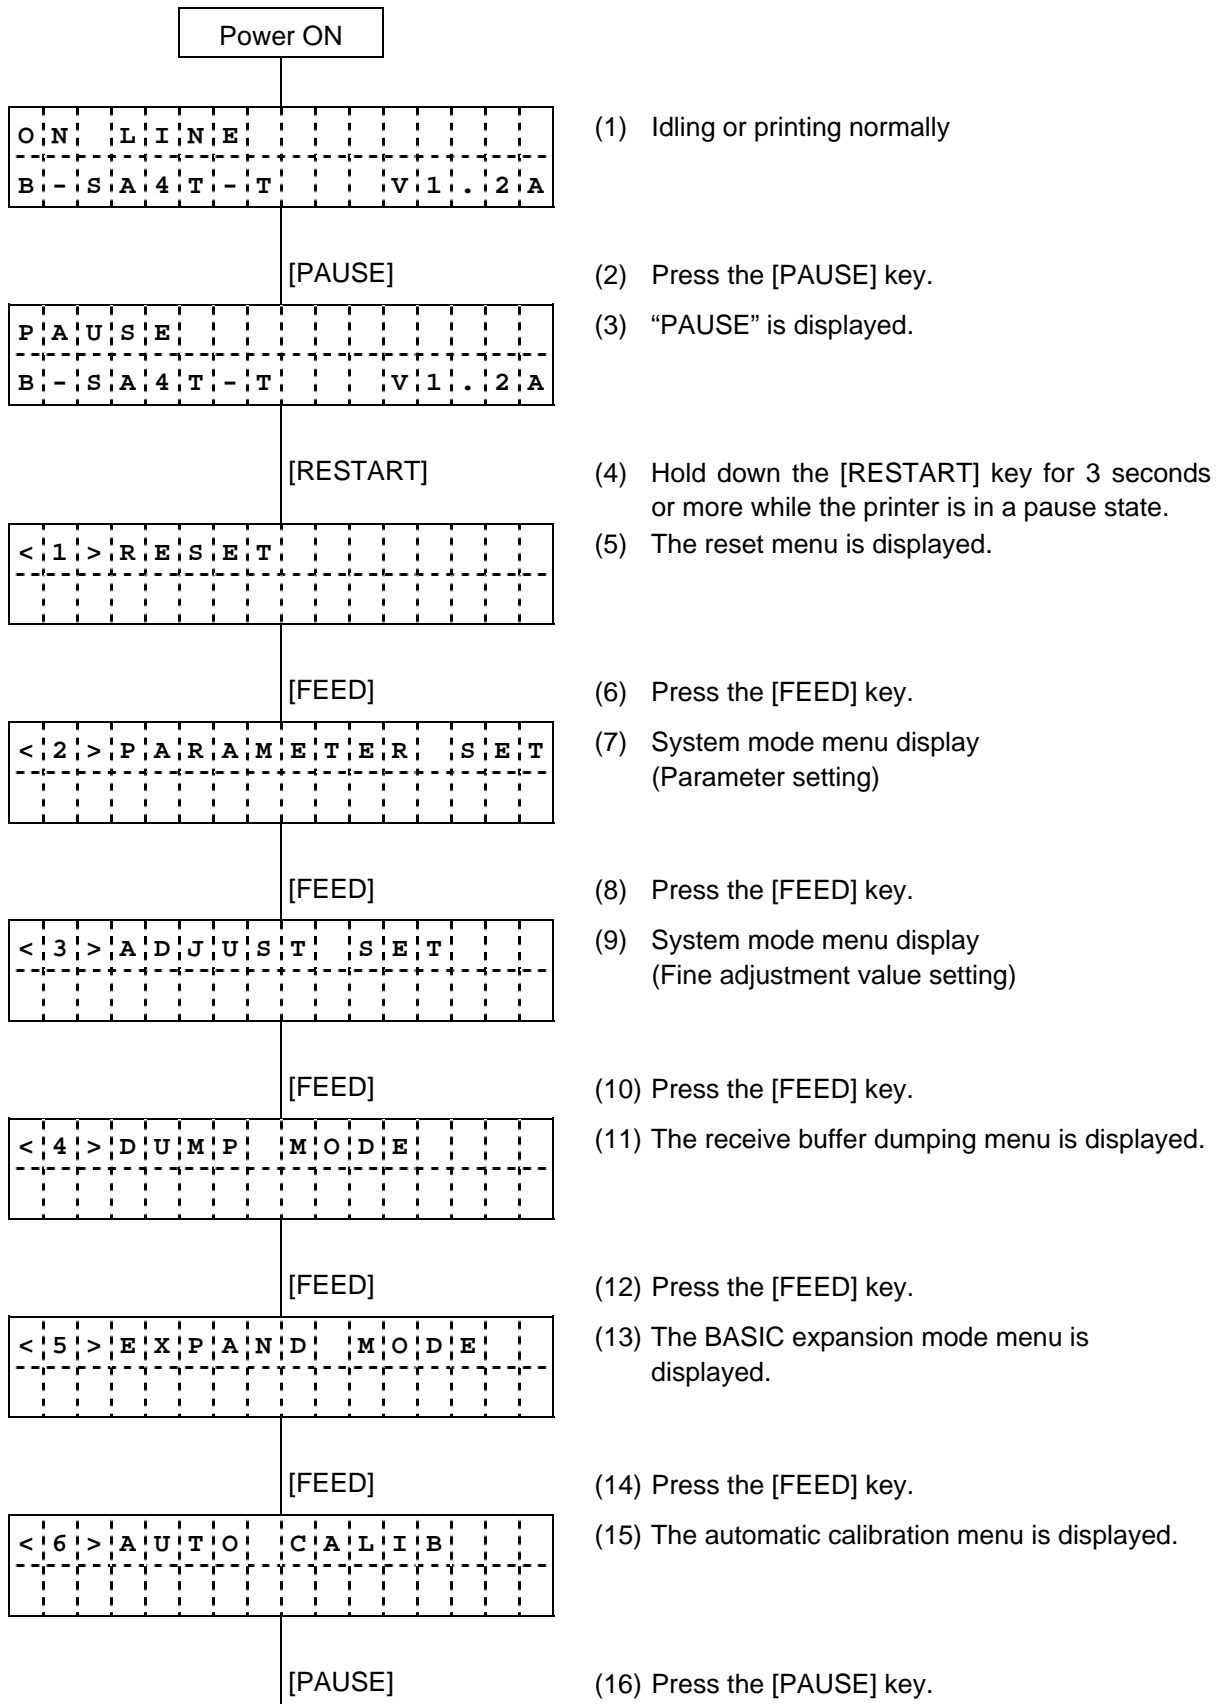 Power ON
ON LINE
B-SA4T-T   V1.2A
(1) Idling or printing normally
[PAUSE]
(2) Press the [PAUSE] key.
PAUSE
B-SA4T-T   V1.2A
(3) “PAUSE” is displayed.
[RESTART]
(4) Hold down the [RESTART] key for 3 seconds
or more while the printer is in a pause state.
<1>RESET
(5) The reset menu is displayed.
[FEED]
(6) Press the [FEED] key.
<2>PARAMETER SET
(7) System mode menu display
(Parameter setting)
[FEED]
(8) Press the [FEED] key.
<3>ADJUST SET
(9) System mode menu display
(Fine adjustment value setting)
[FEED]
(10) Press the [FEED] key.
<4>DUMP MODE
(11) The receive buffer dumping menu is displayed.
[FEED]
(12) Press the [FEED] key.
<5>EXPAND MODE
(13) The BASIC expansion mode menu is
displayed.
[FEED]
(14) Press the [FEED] key.
<6>AUTO CALIB
(15) The automatic calibration menu is displayed.
[PAUSE]
(16) Press the [PAUSE] key.